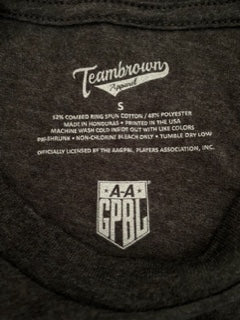 Teambrown
Apparel
S
52% COMBED RING SPUN COTTON / 48% POLYESTER
MADE IN HONDURAS • PRINTED IN THE USA
MACHINE WASH COLD INSIDE OUT WITH LIKE COLORS
PRE-SHRUNK • NON-CHLORINE BLEACH ONLY • TUMBLE DRY LOW
OFFICIALLY LICENSED BY THE AAGPBL PLAYERS ASSOCIATION, INC.
A-A
GPBL